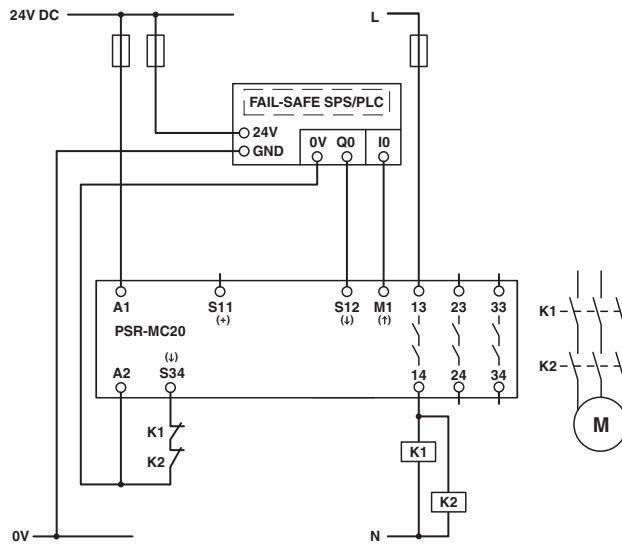 24V DC
L
FAIL-SAFE SPS/PLC
24V
GND
0V Q0 I0
A1 S11 S12 M1 13 23 33
(+) (↓) (↑)
PSR-MC20
(↓)
A2 S34 14 24 34
K1
K2
K1
K2
K1
K2
M
0V
N